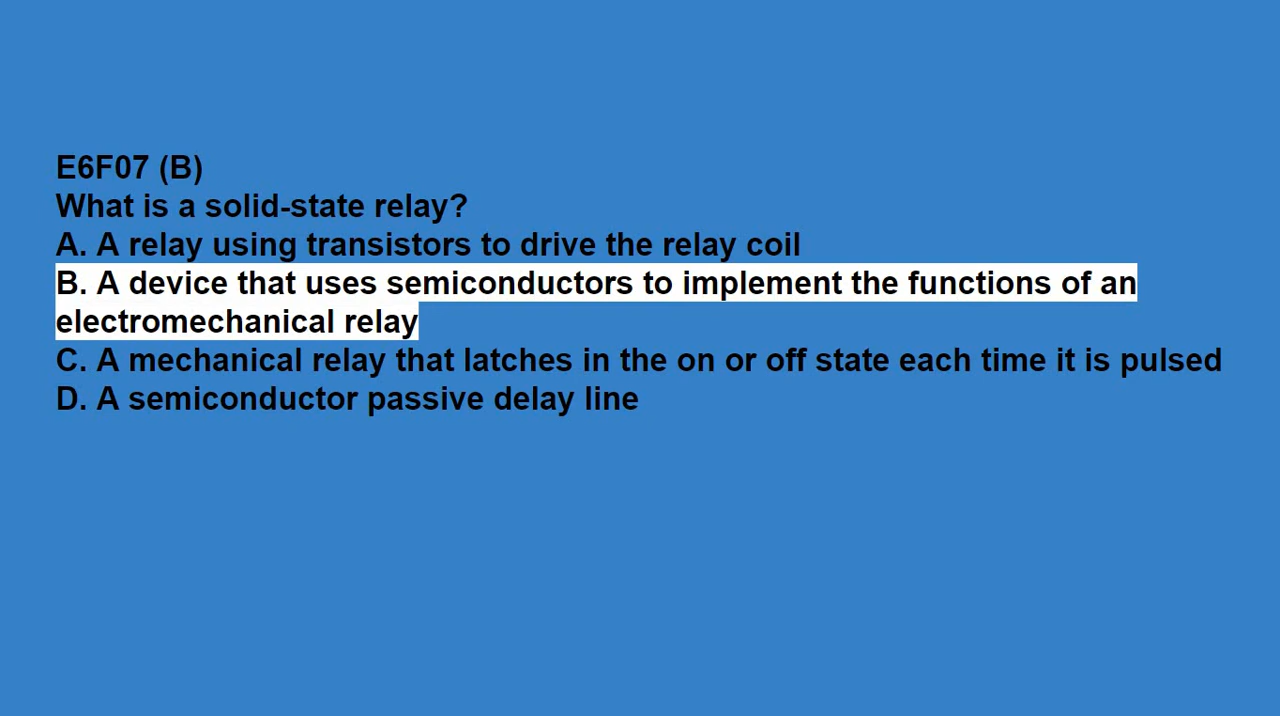 E6F07 (B)
What is a solid-state relay?
A. A relay using transistors to drive the relay coil
B. A device that uses semiconductors to implement the functions of an
electromechanical relay
C. A mechanical relay that latches in the on or off state each time it is pulsed
D. A semiconductor passive delay line